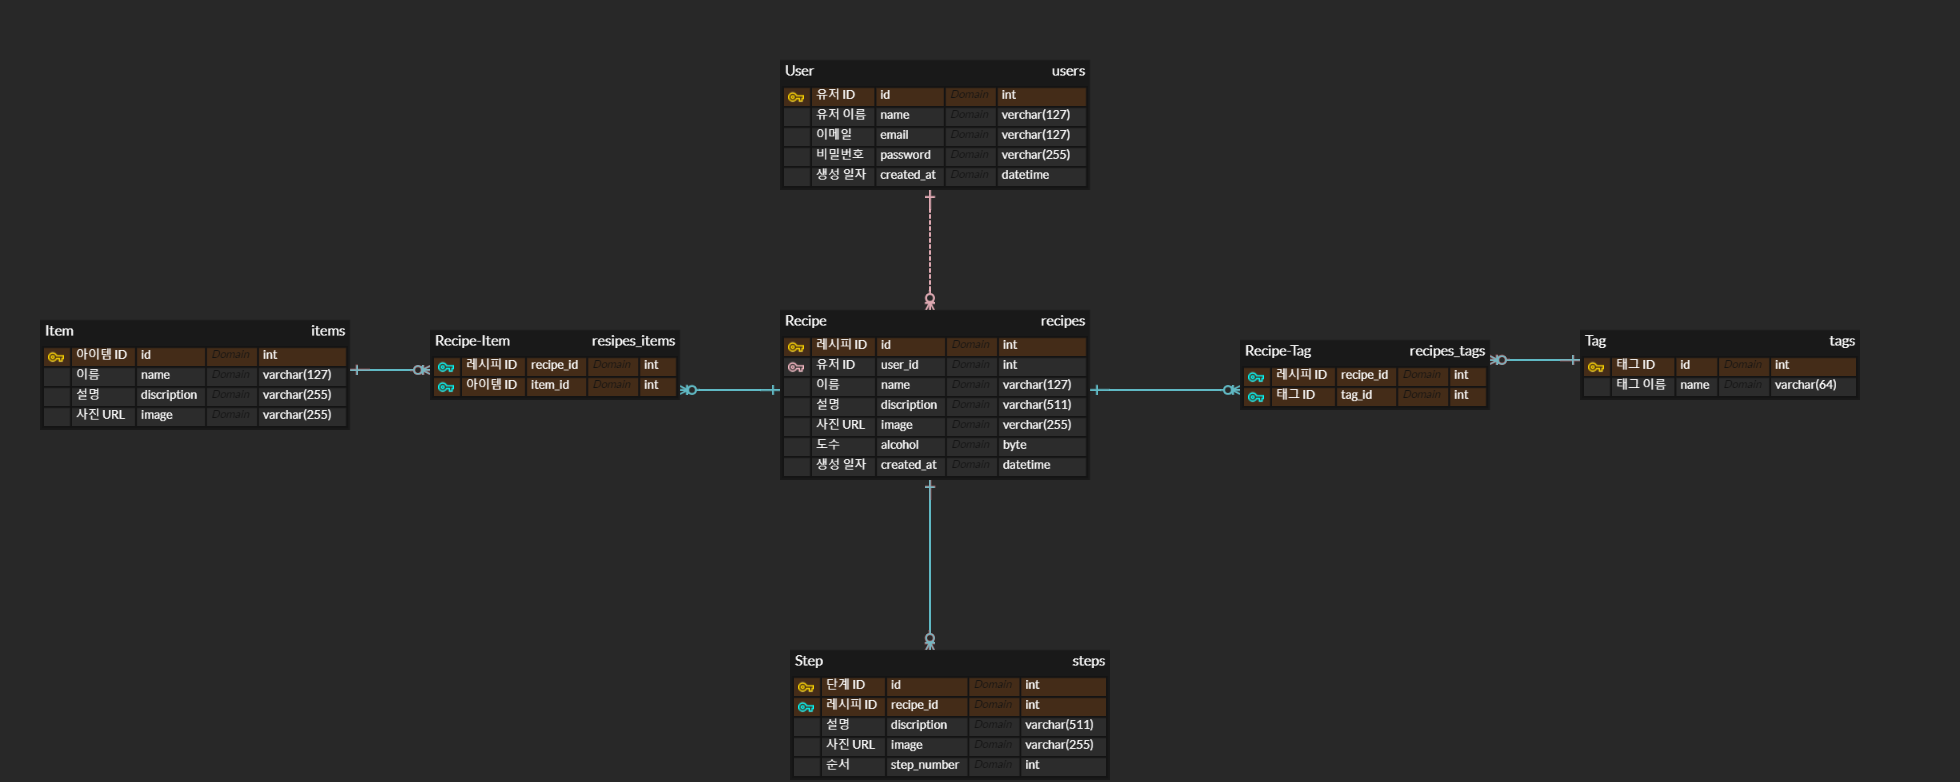 User users
유저 ID id Domain int
유저 이름 name Domain verchar(127)
이메일 email Domain verchar(127)
비밀번호 password Domain verchar(255)
생성 일자 created_at Domain datetime
Item items
아이템 ID id Domain int
이름 name Domain varchar(127)
설명 discription Domain varchar(255)
사진 URL image Domain varchar(255)
Recipe-Item resipes_items
레시피 ID recipe_id Domain int
아이템 ID item_id Domain int
Recipe recipes
레시피 ID id Domain int
유저 ID user_id Domain int
이름 name Domain varchar(127)
설명 discription Domain varchar(511)
사진 URL image Domain verchar(255)
도수 alcohol Domain byte
생성 일자 created_at Domain datetime
Recipe-Tag recipes_tags
레시피 ID recipe_id Domain int
태그 ID tag_id Domain int
Tag tags
태그 ID id Domain int
태그 이름 name Domain varchar(64)
Step steps
단계 ID id Domain int
레시피 ID recipe_id Domain int
설명 discription Domain varchar(511)
사진 URL image Domain varchar(255)
순서 step_number Domain int